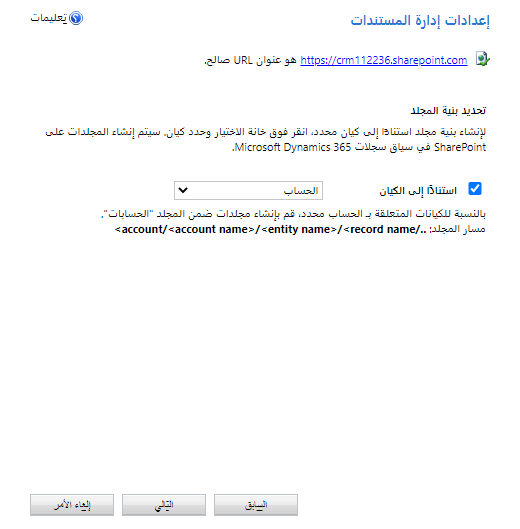 إعدادات إدارة المستندات
تعليمات
https://crm112236.sharepoint.com هو عنوان URL صالح.
تحديد بنية المجلد
لإنشاء بنية مجلد استنادًا إلى كيان محدد، انقر فوق خانة الاختيار وحدد كيان. سيتم إنشاء المجلدات على
SharePoint في سياق سجلات Microsoft Dynamics 365.
استنادًا إلى الكيان
الحساب
بالنسبة للكيانات المتعلقة بـ الحساب محدد، قم بإنشاء مجلدات ضمن المجلد "الحسابات".
مسار المجلد: ../account/<account name>/<entity name>/<record name>
السابق
التالي
إلغاء الأمر